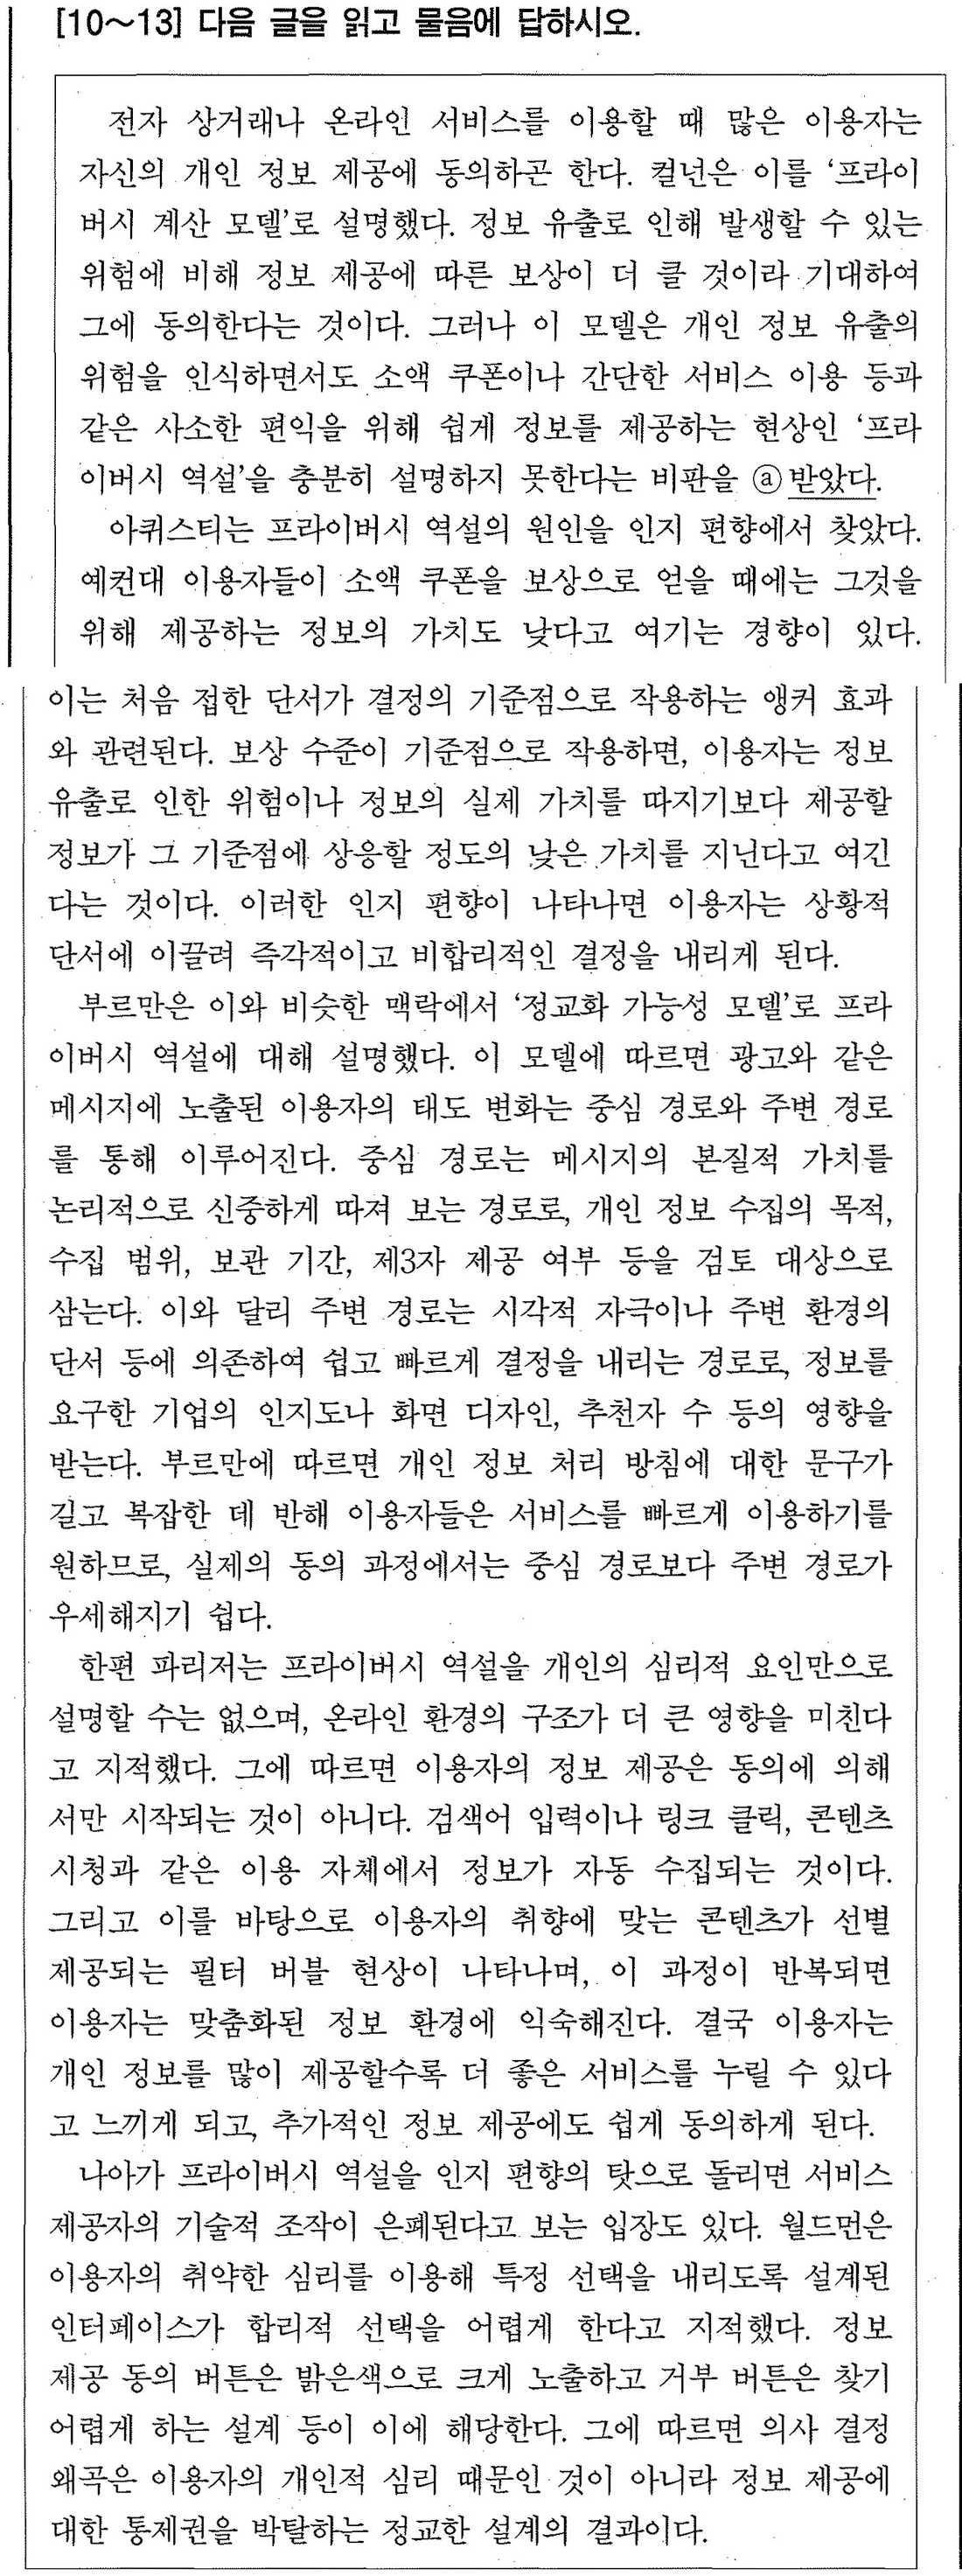 [10～13] 다음 글을 읽고 물음에 답하시오.
전자 상거래나 온라인 서비스를 이용할 때 많은 이용자는
자신의 개인 정보 제공에 동의하곤 한다. 컬넌은 이를 ‘프라이
버시 계산 모델’로 설명했다. 정보 유출로 인해 발생할 수 있는
위험에 비해 정보 제공에 따른 보상이 더 클 것이라 기대하여
그에 동의한다는 것이다. 그러나 이 모델은 개인 정보 유출의
위험을 인식하면서도 소액 쿠폰이나 간단한 서비스 이용 등과
같은 사소한 편익을 위해 쉽게 정보를 제공하는 현상인 ‘프라
이버시 역설’을 충분히 설명하지 못한다는 비판을 ⓐ받았다.
아퀴스티는 프라이버시 역설의 원인을 인지 편향에서 찾았다.
예컨대 이용자들이 소액 쿠폰을 보상으로 얻을 때에는 그것을
위해 제공하는 정보의 가치도 낮다고 여기는 경향이 있다.
이는 처음 접한 단서가 결정의 기준점으로 작용하는 앵커 효과
와 관련된다. 보상 수준이 기준점으로 작용하면, 이용자는 정보
유출로 인한 위험이나 정보의 실제 가치를 따지기보다 제공할
정보가 그 기준점에 상응할 정도의 낮은 가치를 지닌다고 여긴
다는 것이다. 이러한 인지 편향이 나타나면 이용자는 상황적
단서에 이끌려 즉각적이고 비합리적인 결정을 내리게 된다.
부르만은 이와 비슷한 맥락에서 ‘정교화 가능성 모델’로 프라
이버시 역설에 대해 설명했다. 이 모델에 따르면 광고와 같은
메시지에 노출된 이용자의 태도 변화는 중심 경로와 주변 경로
를 통해 이루어진다. 중심 경로는 메시지의 본질적 가치를
논리적으로 신중하게 따져 보는 경로로, 개인 정보 수집의 목적,
수집 범위, 보관 기간, 제3자 제공 여부 등을 검토 대상으로
삼는다. 이와 달리 주변 경로는 시각적 자극이나 주변 환경의
단서 등에 의존하여 쉽고 빠르게 결정을 내리는 경로로, 정보를
요구한 기업의 인지도나 화면 디자인, 추천자 수 등의 영향을
받는다. 부르만에 따르면 개인 정보 처리 방침에 대한 문구가
길고 복잡한 데 반해 이용자들은 서비스를 빠르게 이용하기를
원하므로, 실제의 동의 과정에서는 중심 경로보다 주변 경로가
우세해지기 쉽다.
한편 파리저는 프라이버시 역설을 개인의 심리적 요인만으로
설명할 수는 없으며, 온라인 환경의 구조가 더 큰 영향을 미친다
고 지적했다. 그에 따르면 이용자의 정보 제공은 동의에 의해
서만 시작되는 것이 아니다. 검색어 입력이나 링크 클릭, 콘텐츠
시청과 같은 이용 자체에서 정보가 자동 수집되는 것이다.
그리고 이를 바탕으로 이용자의 취향에 맞는 콘텐츠가 선별
제공되는 필터 버블 현상이 나타나며, 이 과정이 반복되면
이용자는 맞춤화된 정보 환경에 익숙해진다. 결국 이용자는
개인 정보를 많이 제공할수록 더 좋은 서비스를 누릴 수 있다
고 느끼게 되고, 추가적인 정보 제공에도 쉽게 동의하게 된다.
나아가 프라이버시 역설을 인지 편향의 탓으로 돌리면 서비스
제공자의 기술적 조작이 은폐된다고 보는 입장도 있다. 월드먼은
이용자의 취약한 심리를 이용해 특정 선택을 내리도록 설계된
인터페이스가 합리적 선택을 어렵게 한다고 지적했다. 정보
제공 동의 버튼은 밝은색으로 크게 노출하고 거부 버튼은 찾기
어렵게 하는 설계 등이 이에 해당한다. 그에 따르면 의사 결정
왜곡은 이용자의 개인적 심리 때문인 것이 아니라 정보 제공에
대한 통제권을 박탈하는 정교한 설계의 결과이다.